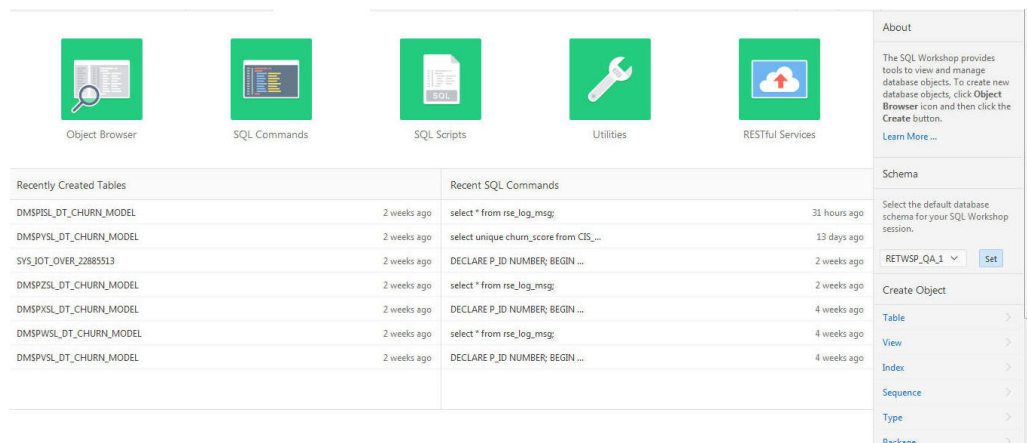 SQL
Object Browser
SQL Commands
SQL Scripts
Utilities
RESTful Services
Recently Created Tables
DM$PISL_DT_CHURN_MODEL 2 weeks ago
DM$PYSL_DT_CHURN_MODEL 2 weeks ago
SYS_IOT_OVER_22885513 2 weeks ago
DM$PZSL_DT_CHURN_MODEL 2 weeks ago
DM$PXSL_DT_CHURN_MODEL 2 weeks ago
DM$PWSL_DT_CHURN_MODEL 2 weeks ago
DM$PVSL_DT_CHURN_MODEL 2 weeks ago
Recent SQL Commands
select * from rse_log_msg; 31 hours ago
select unique churn_score from CIS_... 13 days ago
DECLARE P_ID NUMBER; BEGIN ... 2 weeks ago
select * from rse_log_msg; 2 weeks ago
DECLARE P_ID NUMBER; BEGIN ... 4 weeks ago
select * from rse_log_msg; 4 weeks ago
DECLARE P_ID NUMBER; BEGIN ... 4 weeks ago
About
The SQL Workshop provides
tools to view and manage
database objects. To create new
database objects, click Object
Browser icon and then click the
Create button.
Learn More ...
Schema
Select the default database
schema for your SQL Workshop
session.
RETWSP_QA_1 Set
Create Object
Table
View
Index
Sequence
Type
Package